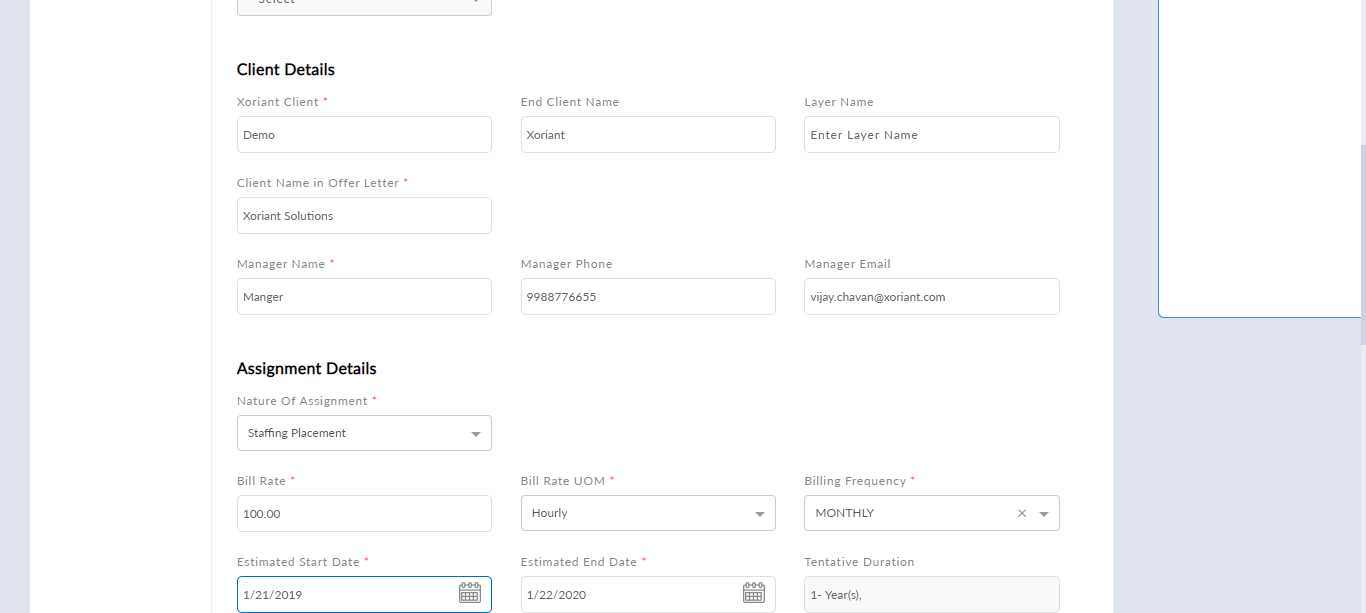 Select
Client Details
Xoriant Client *
End Client Name
Layer Name
Demo
Xoriant
Enter Layer Name
Client Name in Offer Letter *
Xoriant Solutions
Manager Name *
Manager Phone
Manager Email
Manger
9988776655
vijay.chavan@xoriant.com
Assignment Details
Nature Of Assignment *
Staffing Placement
Bill Rate *
Bill Rate UOM *
Billing Frequency *
100.00
Hourly
MONTHLY ×
Estimated Start Date *
Estimated End Date *
Tentative Duration
1/21/2019
1/22/2020
1- Year(s),